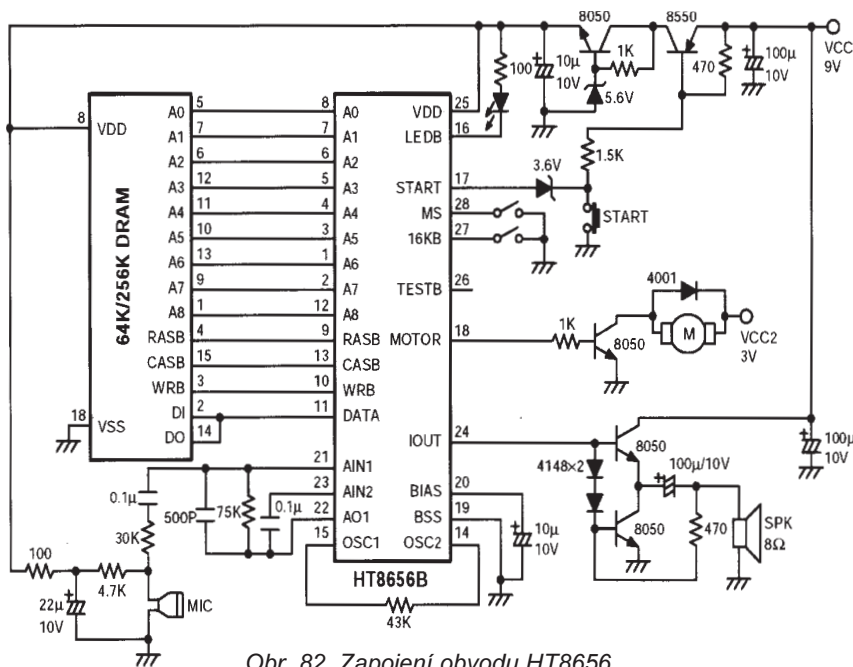 8050
8550
VCC
9V
100
10µ
10V
1K
5.6V
470
100µ
10V
64K/256K DRAM
8 VDD
A0 5
A1 7
A2 6
A3 12
A4 11
A5 10
A6 13
A7 9
A8 1
RASB 4
CASB 15
WRB 3
DI 2
DO 14
18 VSS
8 A0
7 A1
6 A2
5 A3
4 A4
3 A5
1 A6
2 A7
12 A8
9 RASB
13 CASB
10 WRB
11 DATA
21 AIN1
23 AIN2
22 AO1
15 OSC1
VDD 25
LEDB 16
START 17
MS 28
16KB 27
TESTB 26
MOTOR 18
IOUT 24
BIAS 20
BSS 19
OSC2 14
HT8656B
3.6V
1.5K
START
4001
M
1K
8050
VCC2
3V
8050
4148×2
100µ/10V
8050
470
SPK
8Ω
100µ
10V
10µ
10V
0.1µ
500P
75K
0.1µ
30K
100
4.7K
22µ
10V
MIC
43K
Obr. 82. Zapojení obvodu HT8656